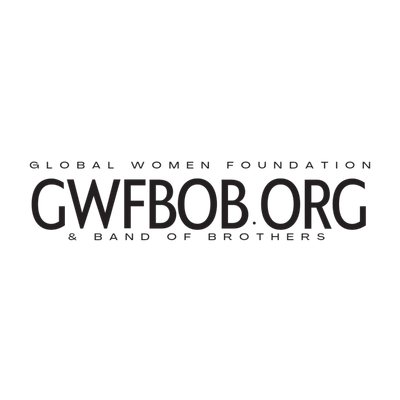 GLOBAL WOMEN FOUNDATION
GWFBOB.ORG
& BAND OF BROTHERS